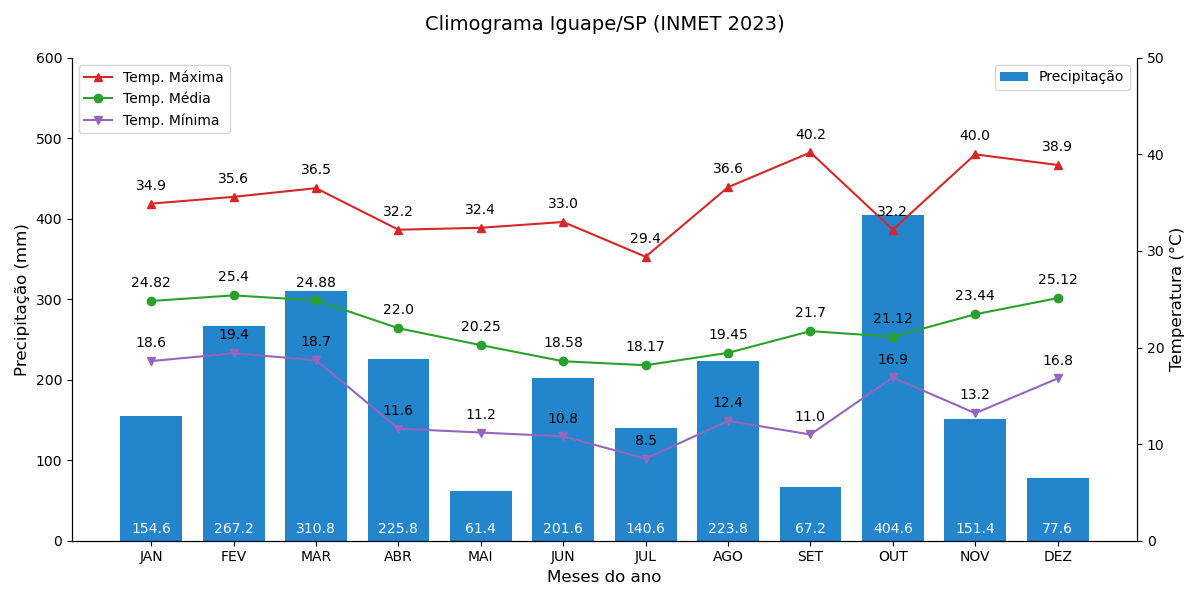 Climograma Iguape/SP (INMET 2023)
Temp. Máxima
Temp. Média
Temp. Mínima
Precipitação
Precipitação (mm)
600
500
400
300
200
100
0
Temperatura (°C)
50
40
30
20
10
0
34.9 35.6 36.5 32.2 32.4 33.0 29.4 36.6 40.2 32.2 40.0 38.9
24.82 25.4 24.88 22.0 20.25 18.58 18.17 19.45 21.7 21.12 23.44 25.12
18.6 19.4 18.7 11.6 11.2 10.8 8.5 12.4 11.0 16.9 13.2 16.8
154.6 267.2 310.8 225.8 61.4 201.6 140.6 223.8 67.2 404.6 151.4 77.6
JAN FEV MAR ABR MAI JUN JUL AGO SET OUT NOV DEZ
Meses do ano